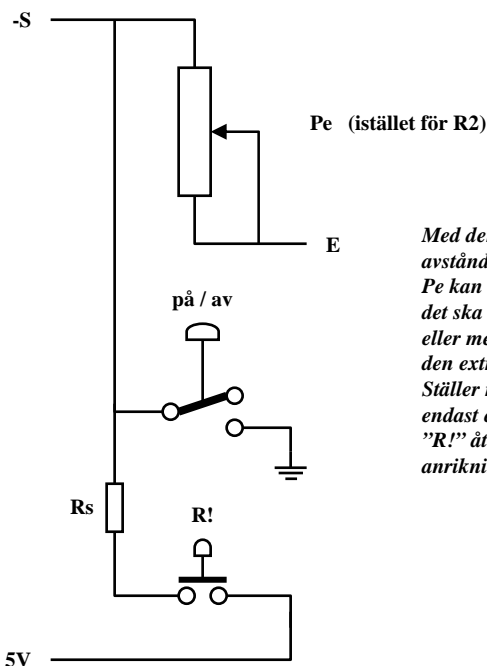 -S
Pe (istället för R2)
E
Med de
avstånd
Pe kan
det ska
eller me
den extr
Ställer
endast
"R!" åt
anrikni
på / av
Rs
R!
5V